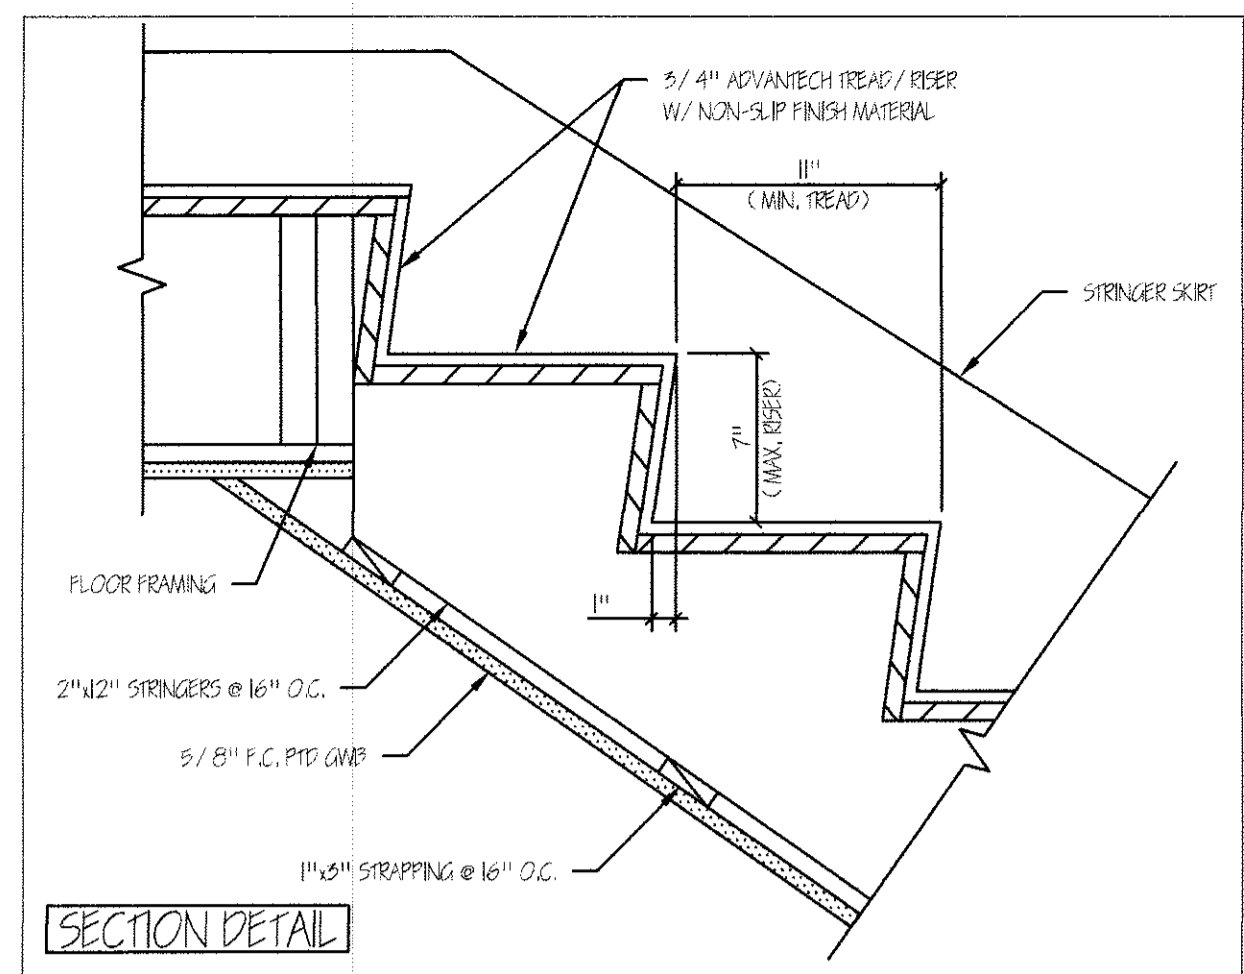 3/4" ADVANTECH TREAD/RISER
W/ NON-SLIP FINISH MATERIAL
11"
(MIN. TREAD)
STRINGER SKIRT
7"
(MAX. RISER)
FLOOR FRAMING
1"
2"x12" STRINGERS @ 16" O.C.
5/8" F.C. PTD GWB
1"x3" STRAPPING @ 16" O.C.
SECTION DETAIL